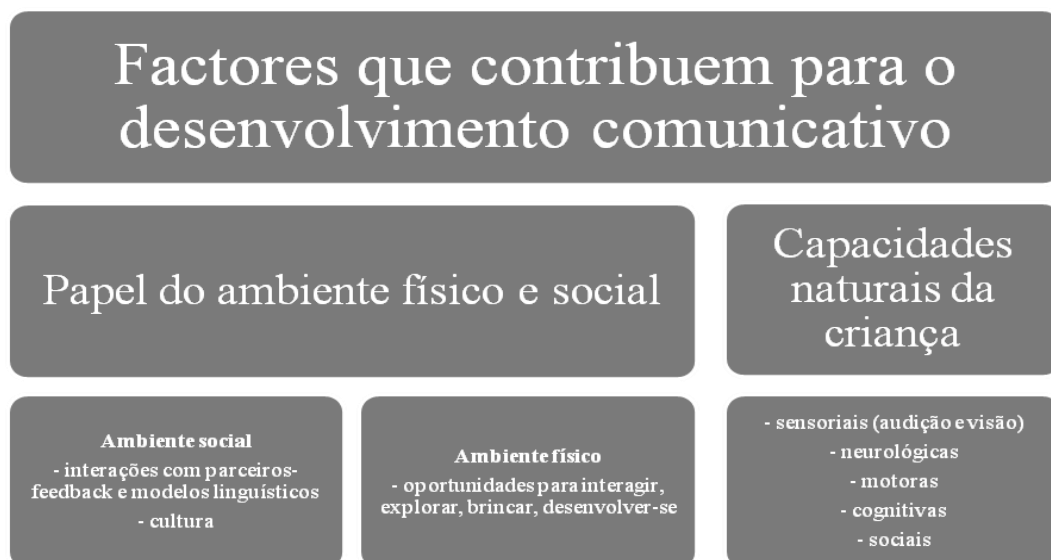 Factores que contribuem para o
desenvolvimento comunicativo
Papel do ambiente físico e social
Capacidades
naturais da
criança
Ambiente social
- interações com parceiros-
feedback e modelos linguísticos
- cultura
Ambiente físico
- oportunidades para interagir,
explorar, brincar, desenvolver-se
- sensoriais (audição e visão)
- neurológicas
- motoras
- cognitivas
- sociais